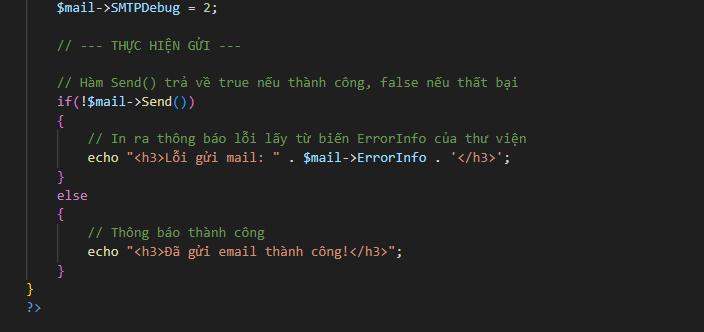 $mail->SMTPDebug = 2;
// --- THỰC HIỆN GỬI ---
// Hàm Send() trả về true nếu thành công, false nếu thất bại
if(!$mail->Send())
{
// In ra thông báo lỗi lấy từ biến ErrorInfo của thư viện
echo "<h3>Lỗi gửi mail: " . $mail->ErrorInfo . '</h3>';
}
else
{
// Thông báo thành công
echo "<h3>Đã gửi email thành công!</h3>";
}
}
?>